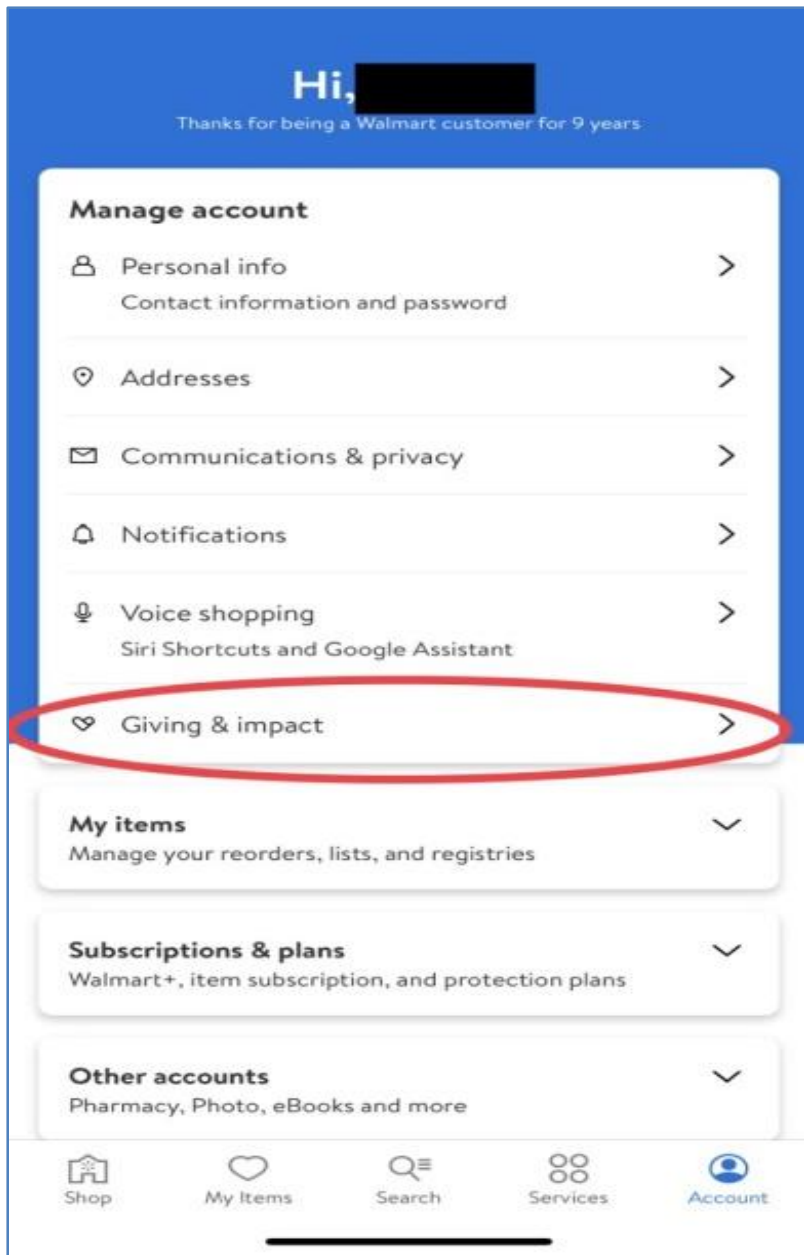 Hi,
Thanks for being a Walmart customer for 9 years
Manage account
Personal info
Contact information and password
Addresses
Communications & privacy
Notifications
Voice shopping
Siri Shortcuts and Google Assistant
Giving & impact
My items
Manage your reorders, lists, and registries
Subscriptions & plans
Walmart+, item subscription, and protection plans
Other accounts
Pharmacy, Photo, eBooks and more
Shop My Items Search Services Account